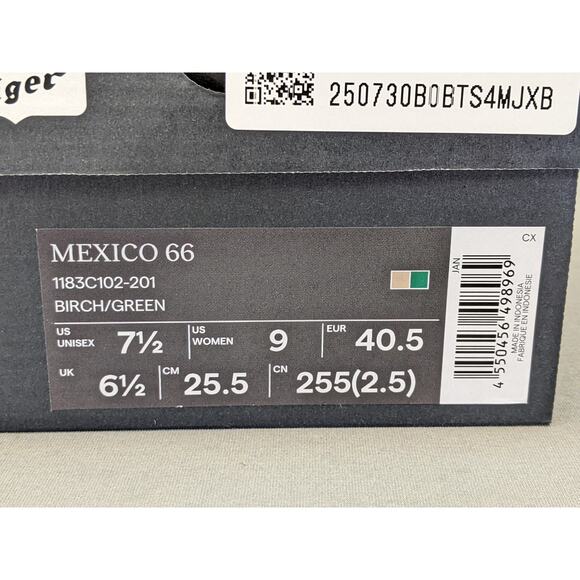 iger
250730B0BTS4MJXB
MEXICO 66
1183C102-201
BIRCH/GREEN
US UNISEX 7½ US WOMEN 9 EUR 40.5
UK 6½ CM 25.5 CN 255(2.5)
CX
JAN
4 550456 498969
MADE IN INDONESIA
FABRIQUE EN INDONESIE